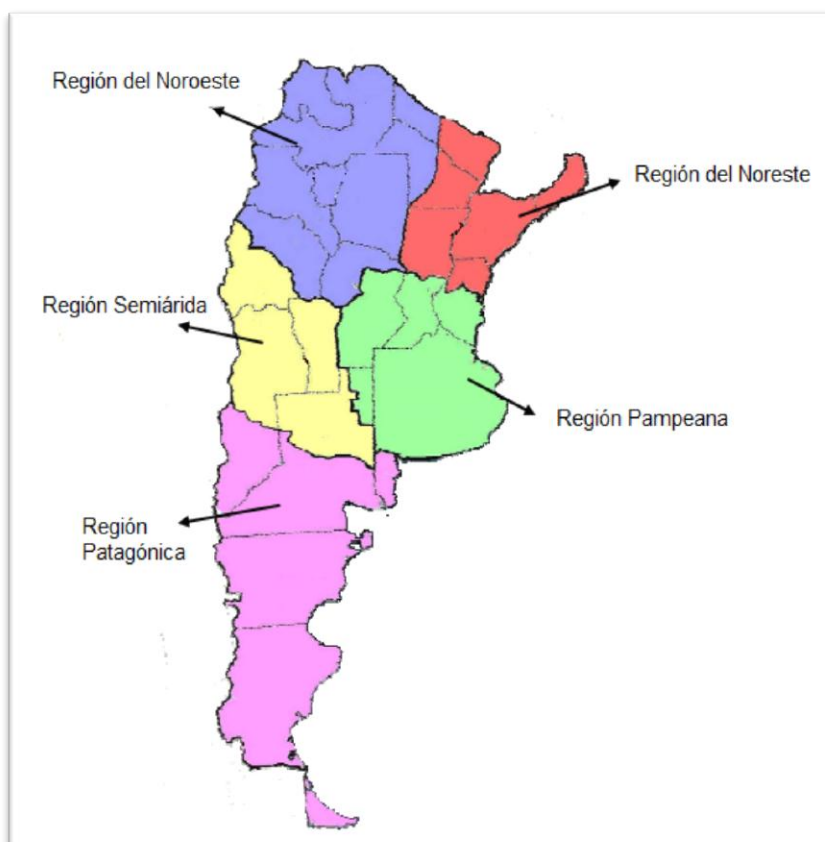 Región del Noroeste
Región del Noreste
Región Semiárida
Región Pampeana
Región
Patagónica